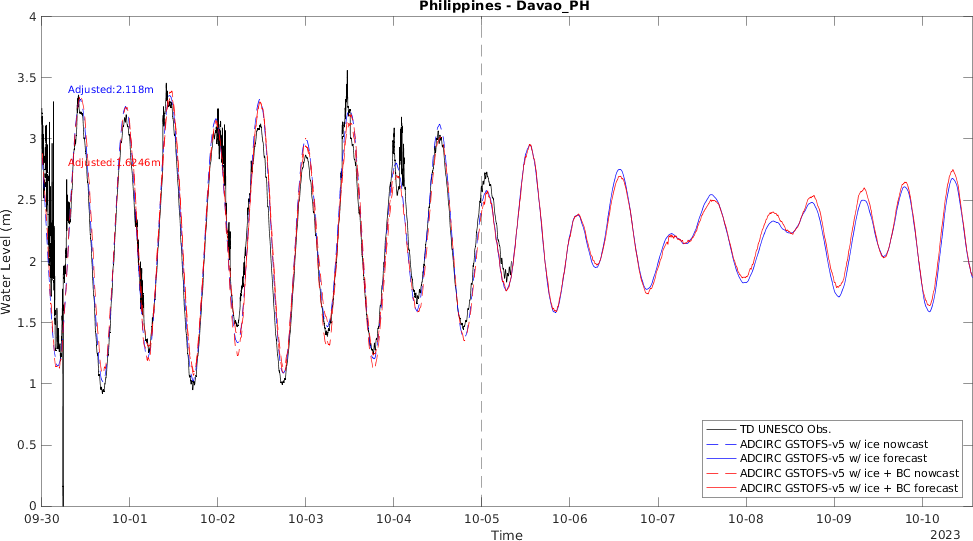 Philippines - Davao_PH
4
3.5
3
2.5
2
1.5
1
0.5
0
Water Level (m)
Adjusted:2.118m
Adjusted:1.6246m
TD UNESCO Obs.
ADCIRC GSTOFS-v5 w/ ice nowcast
ADCIRC GSTOFS-v5 w/ ice forecast
ADCIRC GSTOFS-v5 w/ ice + BC nowcast
ADCIRC GSTOFS-v5 w/ ice + BC forecast
09-30 10-01 10-02 10-03 10-04 10-05 10-06 10-07 10-08 10-09 10-10
2023
Time